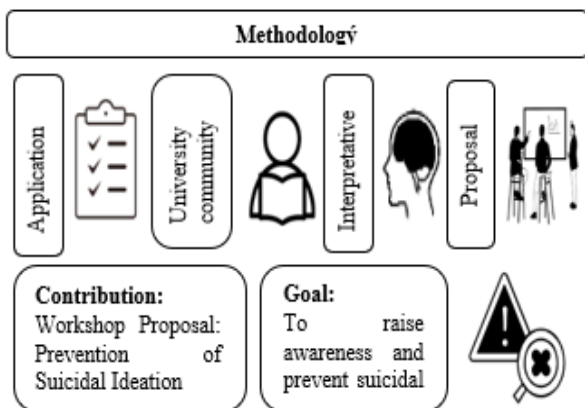 Methodologý
Application
University
community
Interpretative
Proposal
Contribution:
Workshop Proposal:
Prevention of
Suicidal Ideation
Goal:
To raise
awareness and
prevent suicidal